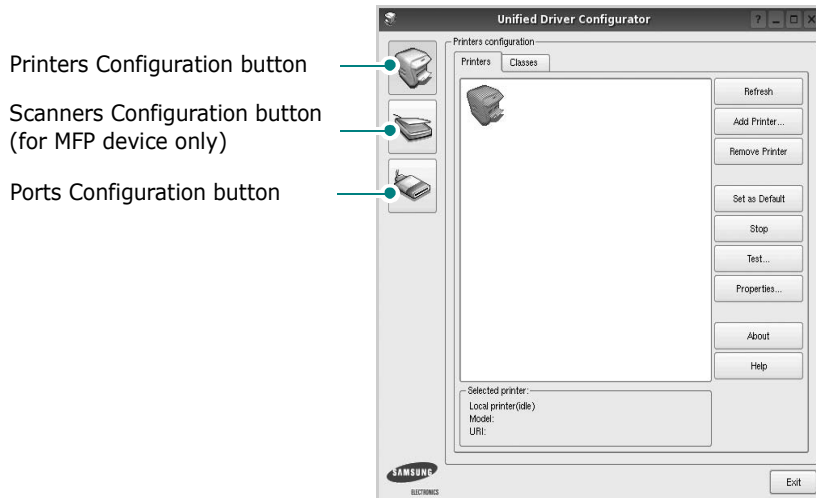 Unified Driver Configurator
Printers Configuration button
Scanners Configuration button
(for MFP device only)
Ports Configuration button
Printers configuration
Printers
Classes
Refresh
Add Printer...
Remove Printer
Set as Default
Stop
Test...
Properties...
About
Help
Selected printer:
Local printer(idle)
Model:
URI:
SAMSUNG
ELECTRONICS
Exit